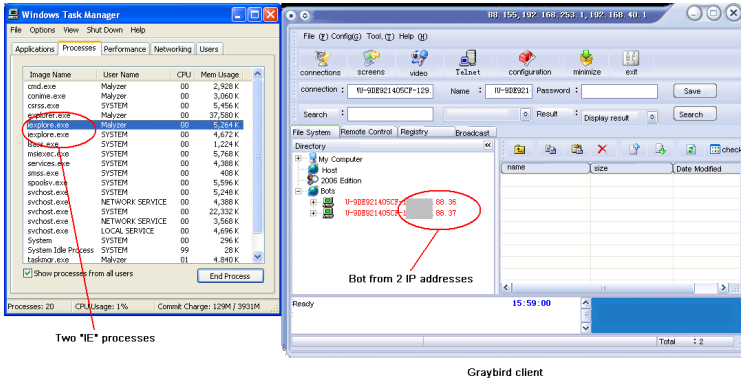 Windows Task Manager
File Options View Shut Down Help
Applications Processes Performance Networking Users
Image Name User Name CPU Mem Usage
cmd.exe Malyzer 00 2,928 K
conime.exe Malyzer 00 3,060 K
csrss.exe SYSTEM 00 5,456 K
explorer.exe Malyzer 00 37,580 K
iexplore.exe Malyzer 00 5,264 K
iexplore.exe SYSTEM 00 4,672 K
lsass.exe SYSTEM 00 1,224 K
msiexec.exe SYSTEM 00 5,768 K
services.exe SYSTEM 00 4,388 K
smss.exe SYSTEM 00 408 K
spoolsv.exe SYSTEM 00 5,596 K
svchost.exe SYSTEM 00 5,248 K
svchost.exe NETWORK SERVICE 00 4,388 K
svchost.exe SYSTEM 00 22,332 K
svchost.exe NETWORK SERVICE 00 3,568 K
svchost.exe LOCAL SERVICE 00 4,696 K
System SYSTEM 00 296 K
System Idle Process SYSTEM 99 28 K
taskmgr.exe Malyzer 01 4,840 K
Show processes from all users End Process
Processes: 20 CPU Usage: 1% Commit Charge: 129M / 3931M
Two "IE" processes
88.155,192.168.253.1,192.168.40.1
File (F) Config(G) Tool, (T) Help (H)
connections screens video Telnet configuration minimize exit
connection : !U-9DE921405CF-129. Name : !U-9DE921- Password : Save
Search : Result : Display result Search
File System Remote Control Registry Broadcast
Directory
check
name size Date Modified
My Computer
Host
2006 Edition
Bots
V-9DE921405CF-1 88.36
V-9DE921405CF-1 88.37
Bot from 2 IP addresses
Ready 15:59:00
Total : 2
Graybird client